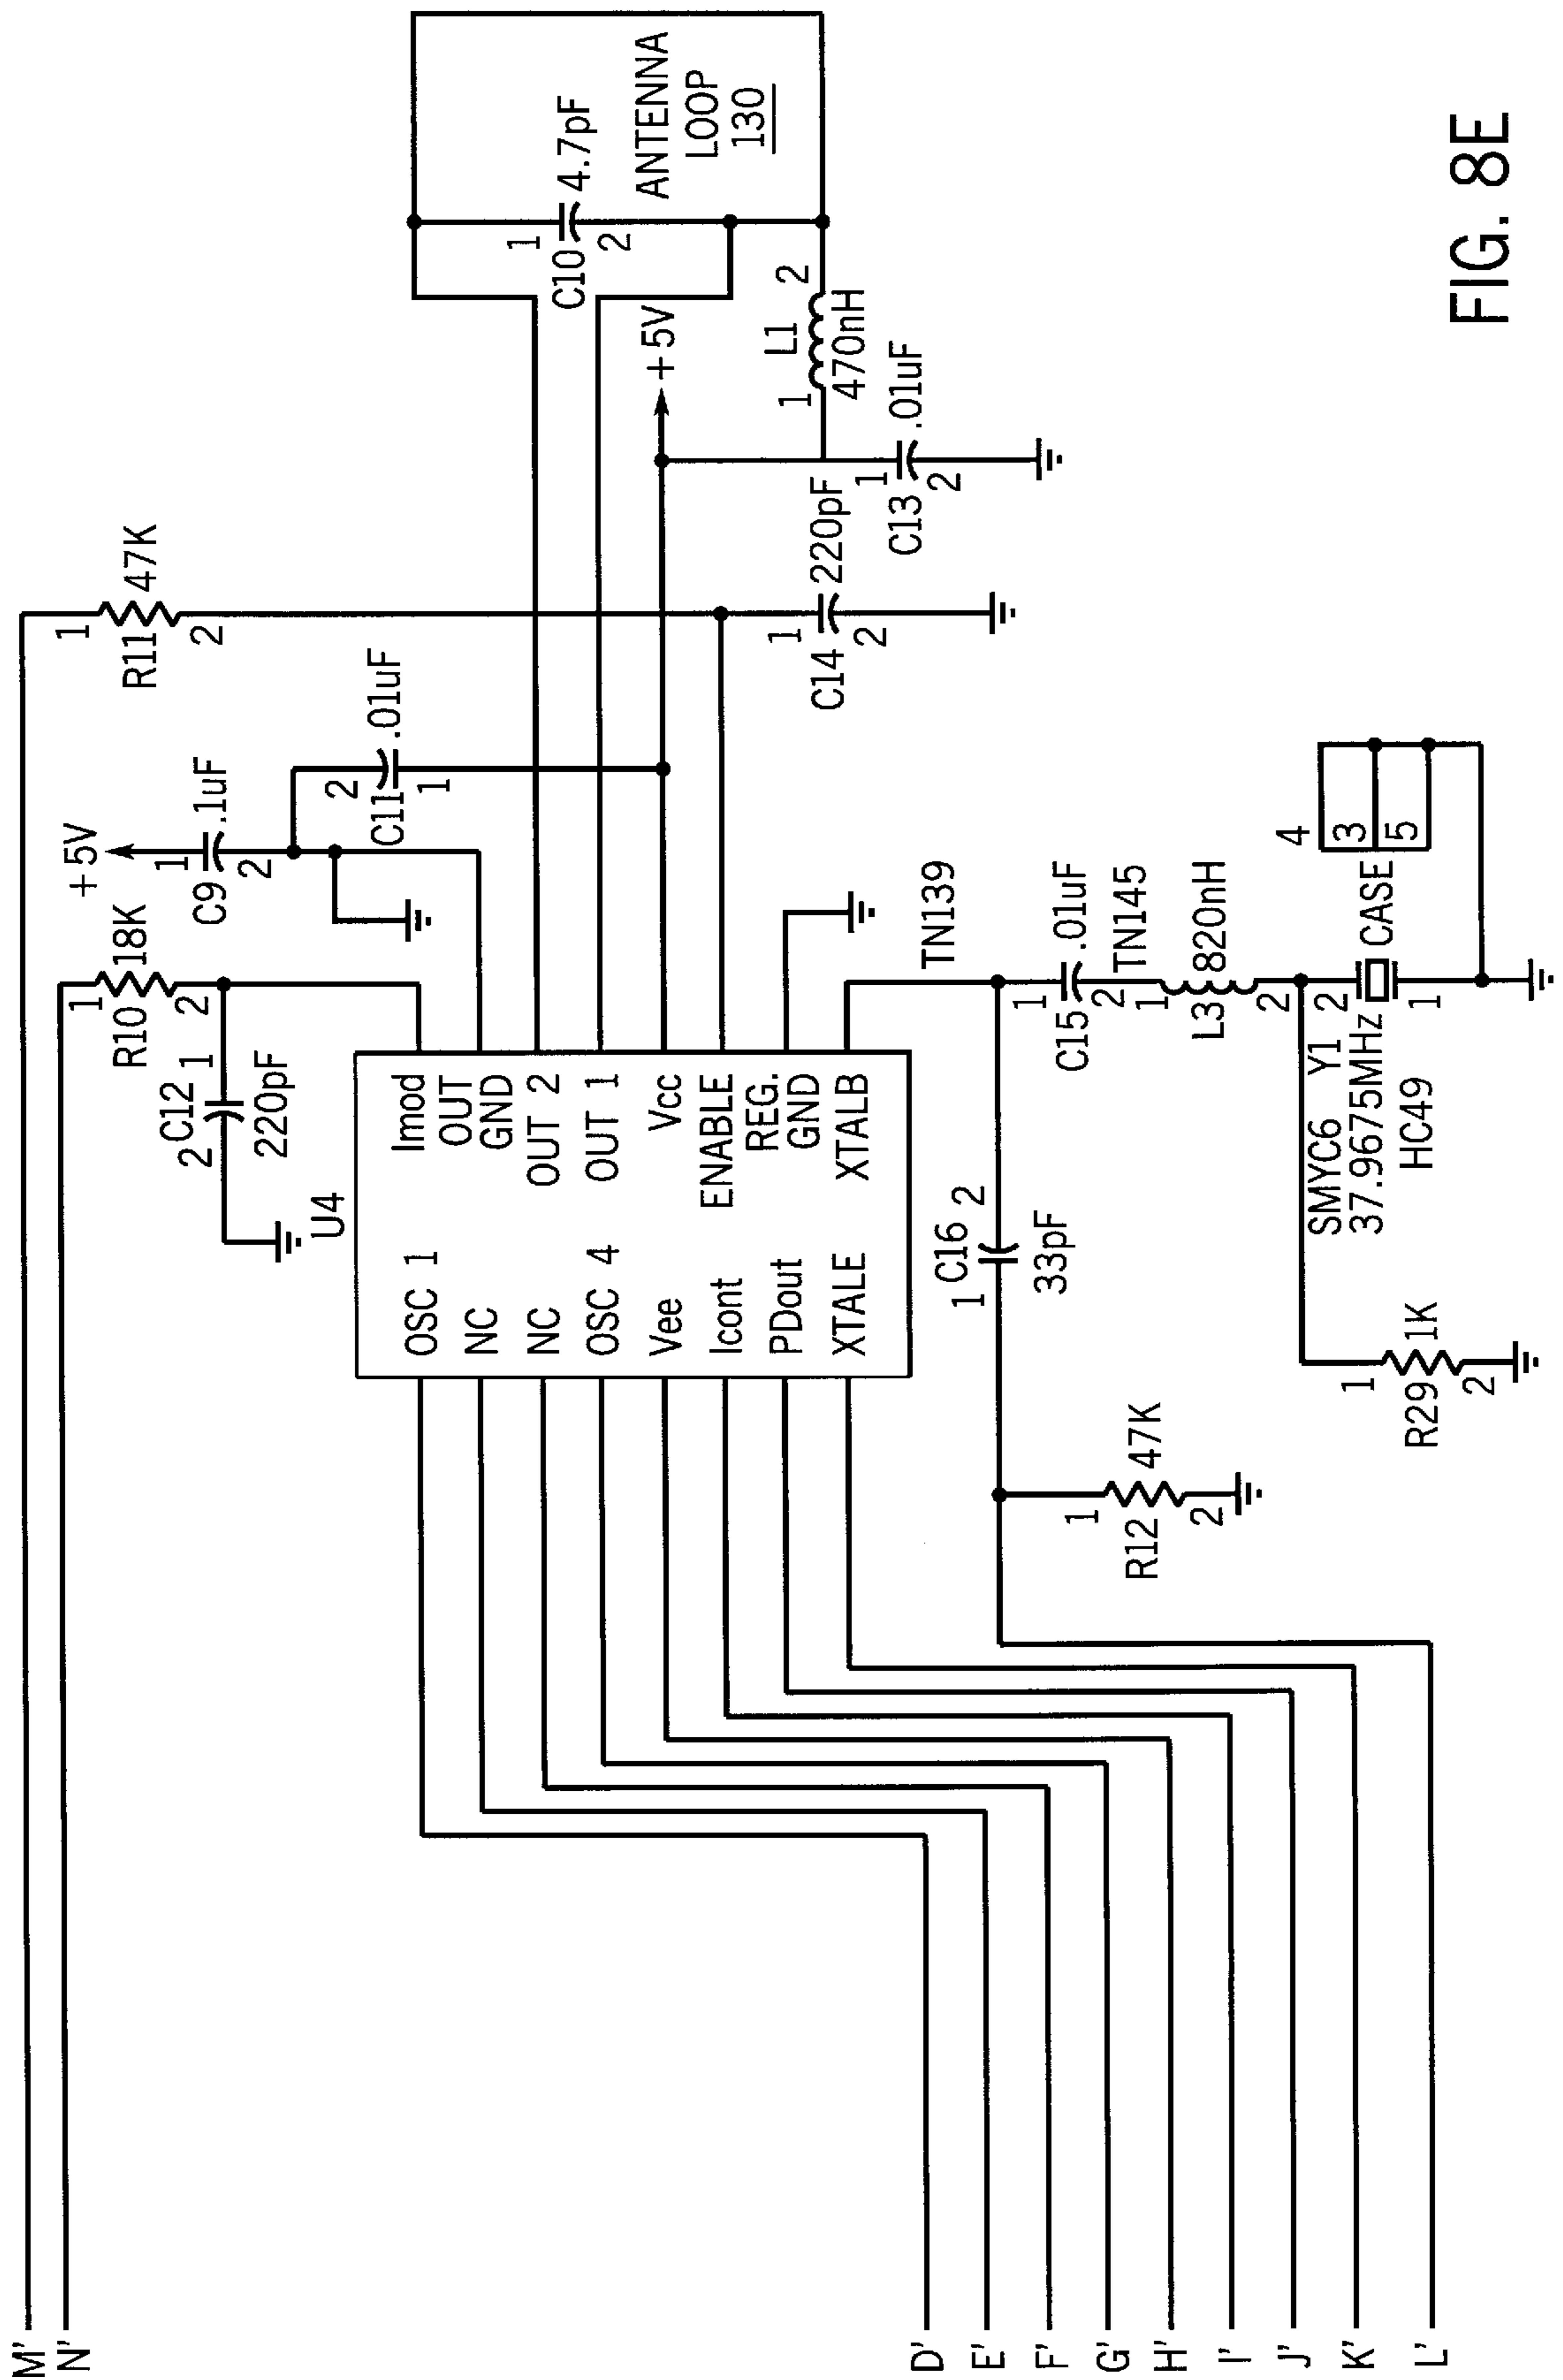 M'
N'
1
R11 47K
2
+5V
1
R10 18K
2
1
C9 .1uF
2
2
C11 .01uF
1
C12
2 1
220pF
U4
OSC 1
NC
NC
OSC 4
Vee
Icont
PDout
XTALE
Imod
OUT
GND
OUT 2
OUT 1
Vcc
ENABLE
REG.
GND
XTALB
1
C10 4.7pF
2
ANTENNA
LOOP
130
+5V
L1
1 2
470nH
1
C13 .01uF
2
1
C14 220pF
2
TN139
C16
1 2
33pF
1
C15 .01uF
2
TN145
1
L3 820nH
2
2
SMYC6 Y1 CASE
37.9675MHz
1
HC49
4
3
5
1
R12 47K
2
1
R29 1K
2
D'
E'
F'
G'
H'
I'
J'
K'
L'
FIG. 8E